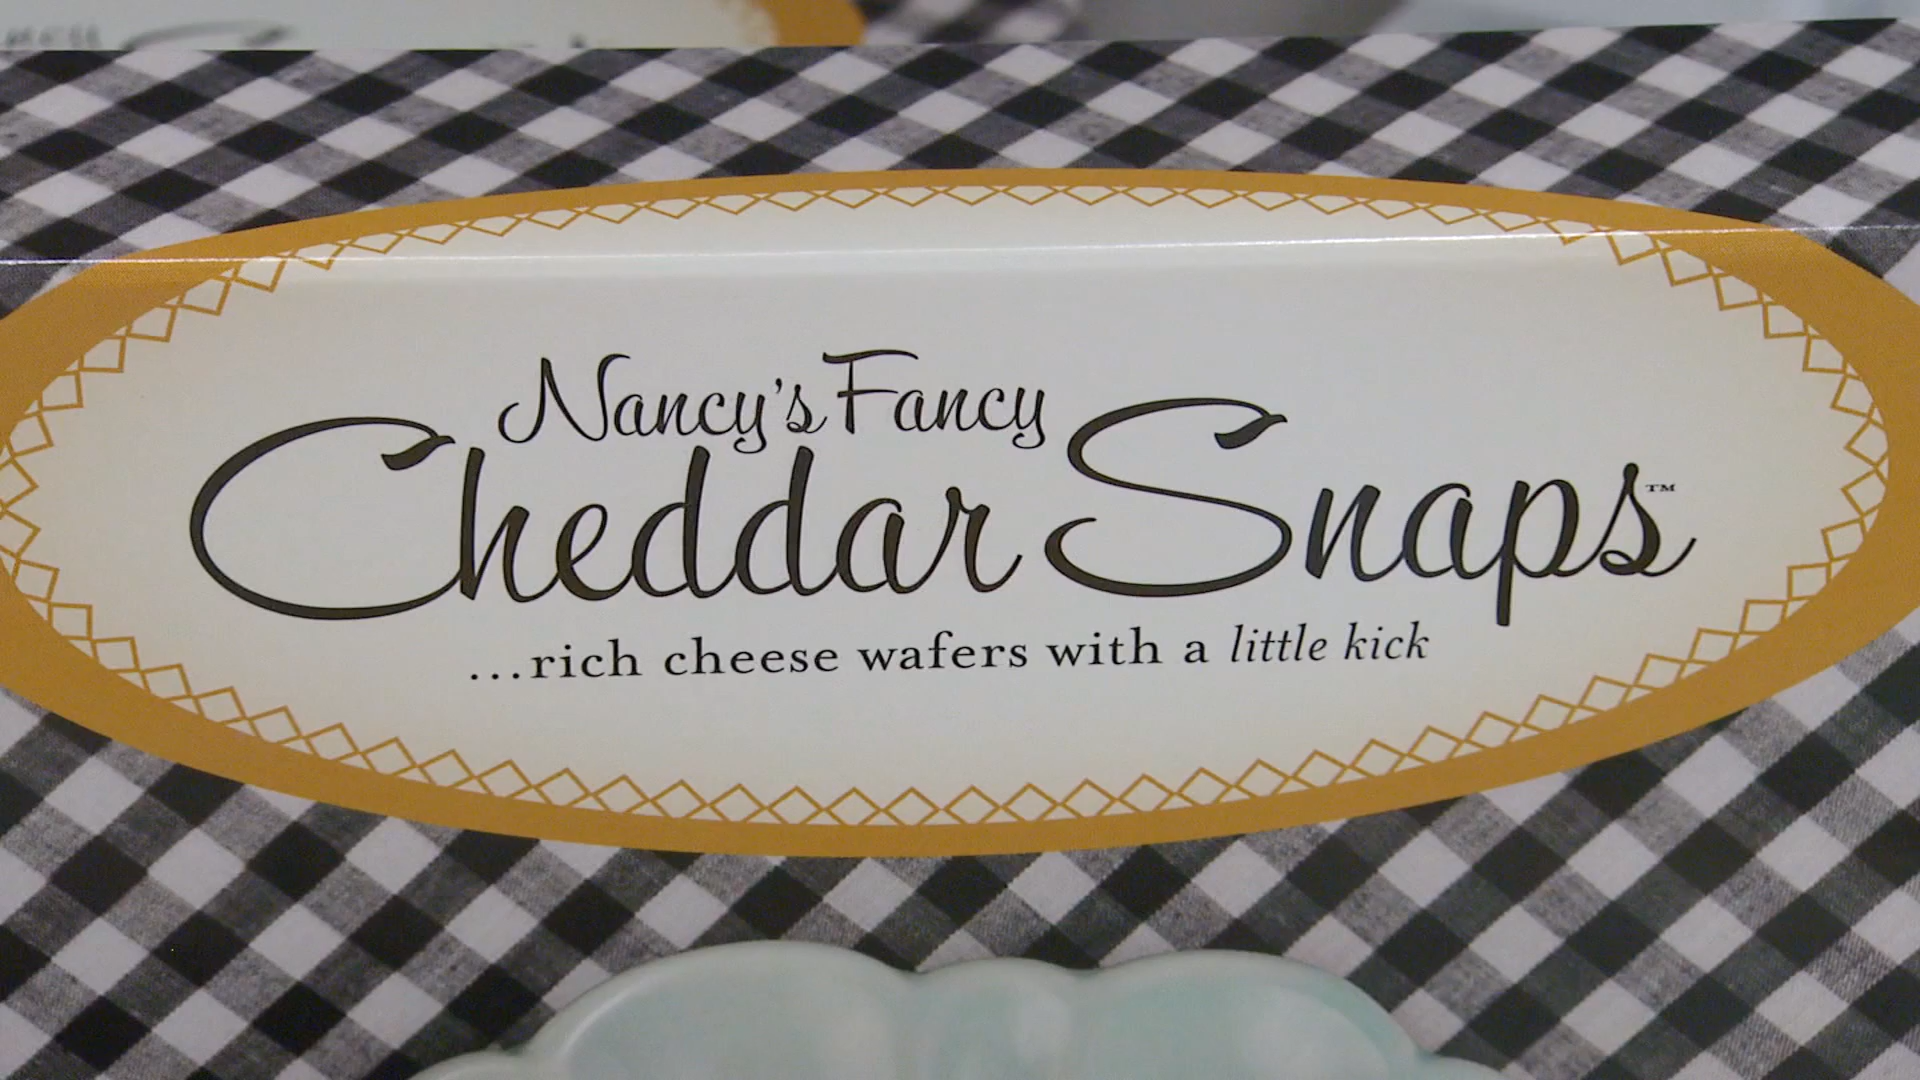 Nancy's Fancy
Cheddar Snaps™
...rich cheese wafers with a little kick